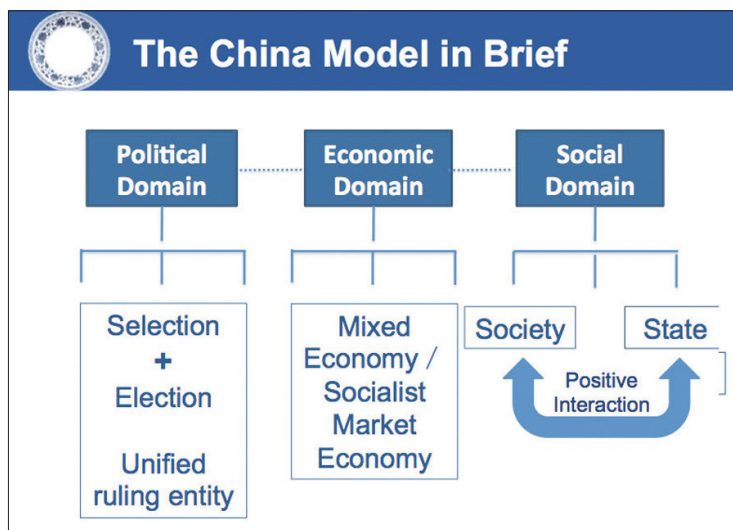 The China Model in Brief
Political
Domain
Economic
Domain
Social
Domain
Selection
+
Election
Unified
ruling entity
Mixed
Economy /
Socialist
Market
Economy
Society
State
Positive
Interaction